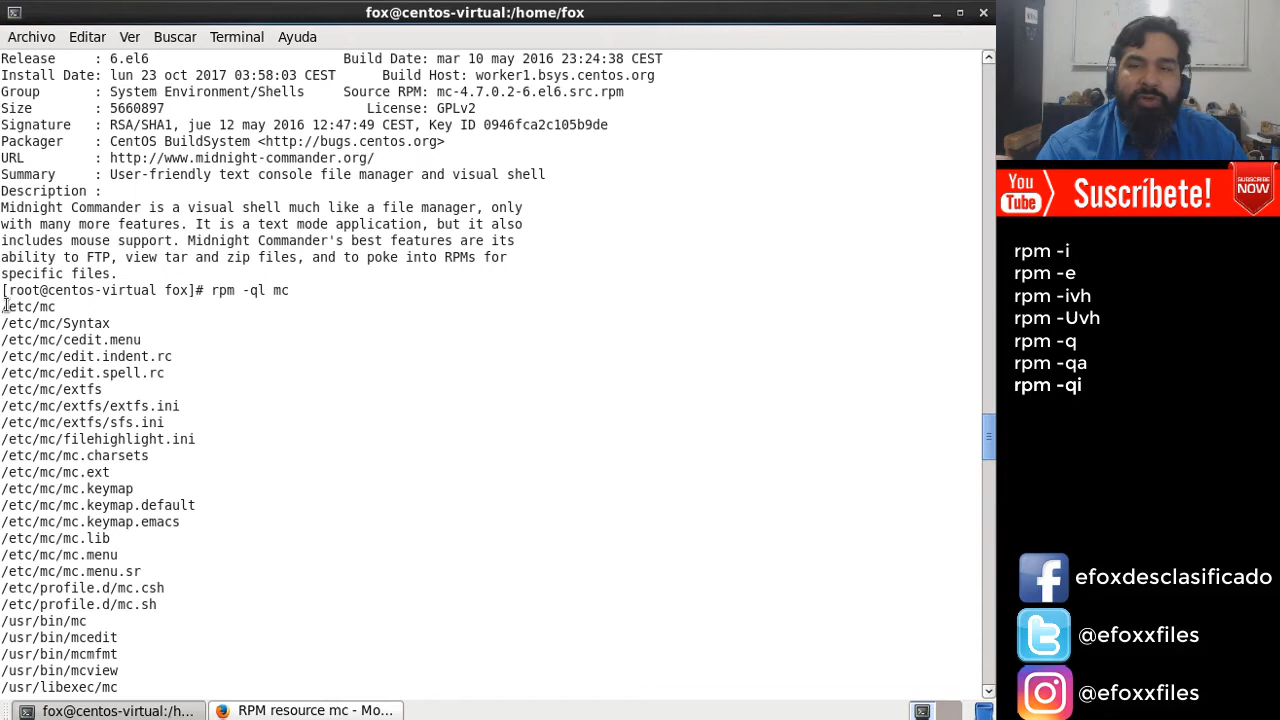 fox@centos-virtual:/home/fox
Archivo Editar Ver Buscar Terminal Ayuda
Release     : 6.el6                         Build Date: mar 10 may 2016 23:24:38 CEST
Install Date: lun 23 oct 2017 03:58:03 CEST      Build Host: worker1.bsys.centos.org
Group       : System Environment/Shells     Source RPM: mc-4.7.0.2-6.el6.src.rpm
Size        : 5660897                          License: GPLv2
Signature   : RSA/SHA1, jue 12 may 2016 12:47:49 CEST, Key ID 0946fca2c105b9de
Packager    : CentOS BuildSystem <http://bugs.centos.org>
URL         : http://www.midnight-commander.org/
Summary     : User-friendly text console file manager and visual shell
Description :
Midnight Commander is a visual shell much like a file manager, only
with many more features. It is a text mode application, but it also
includes mouse support. Midnight Commander's best features are its
ability to FTP, view tar and zip files, and to poke into RPMs for
specific files.
[root@centos-virtual fox]# rpm -ql mc
/etc/mc
/etc/mc/Syntax
/etc/mc/cedit.menu
/etc/mc/edit.indent.rc
/etc/mc/edit.spell.rc
/etc/mc/extfs
/etc/mc/extfs/extfs.ini
/etc/mc/extfs/sfs.ini
/etc/mc/filehighlight.ini
/etc/mc/mc.charsets
/etc/mc/mc.ext
/etc/mc/mc.keymap
/etc/mc/mc.keymap.default
/etc/mc/mc.keymap.emacs
/etc/mc/mc.lib
/etc/mc/mc.menu
/etc/mc/mc.menu.sr
/etc/profile.d/mc.csh
/etc/profile.d/mc.sh
/usr/bin/mc
/usr/bin/mcedit
/usr/bin/mcmfmt
/usr/bin/mcview
/usr/libexec/mc
fox@centos-virtual:/h...
RPM resource mc - Mo...
You Tube
Suscríbete!
SUBSCRIBE NOW
rpm -i
rpm -e
rpm -ivh
rpm -Uvh
rpm -q
rpm -qa
rpm -qi
efoxdesclasificado
@efoxxfiles
@efoxxfiles